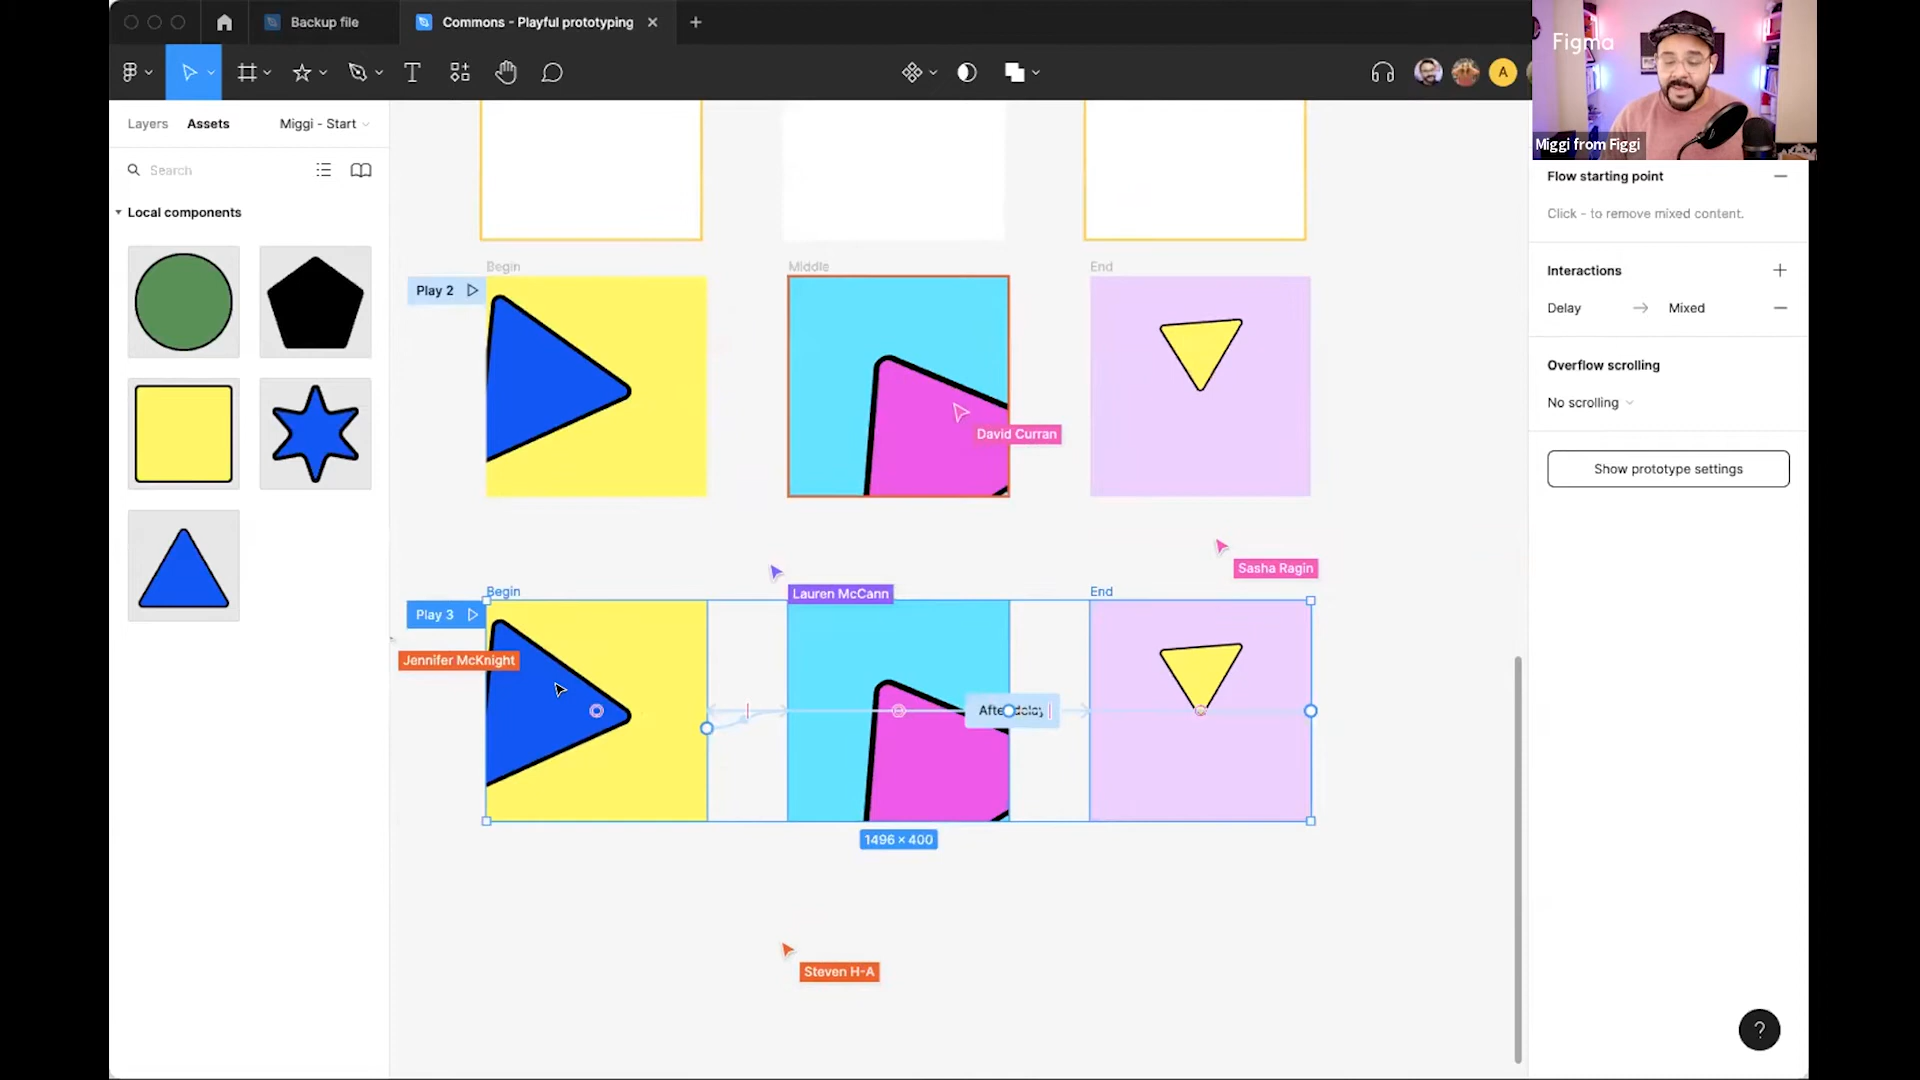 Backup file
Commons - Playful prototyping
Figma
Miggi from Figgi
A
Layers
Assets
Miggi - Start
Search
Local components
Flow starting point
Click - to remove mixed content.
Interactions
Delay
Mixed
Overflow scrolling
No scrolling
Show prototype settings
Begin
Middle
End
Play 2
David Curran
Sasha Ragin
Lauren McCann
Begin
End
Play 3
Jennifer McKnight
After delay
1496 × 400
Steven H-A
?